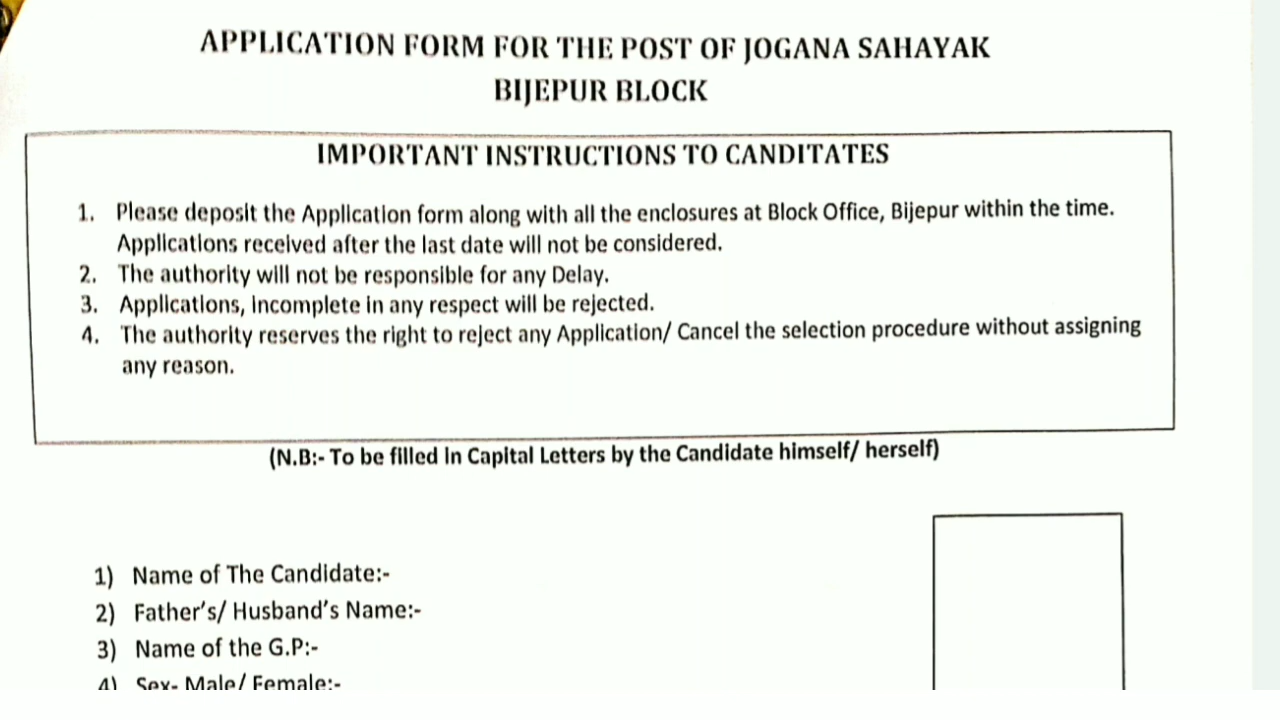 APPLICATION FORM FOR THE POST OF JOGANA SAHAYAK
BIJEPUR BLOCK
IMPORTANT INSTRUCTIONS TO CANDITATES
1. Please deposit the Application form along with all the enclosures at Block Office, Bijepur within the time.
Applications received after the last date will not be considered.
2. The authority will not be responsible for any Delay.
3. Applications, incomplete in any respect will be rejected.
4. The authority reserves the right to reject any Application/ Cancel the selection procedure without assigning
any reason.
(N.B:- To be filled in Capital Letters by the Candidate himself/ herself)
1) Name of The Candidate:-
2) Father's/ Husband's Name:-
3) Name of the G.P:-
4) Sex- Male/ Female:-